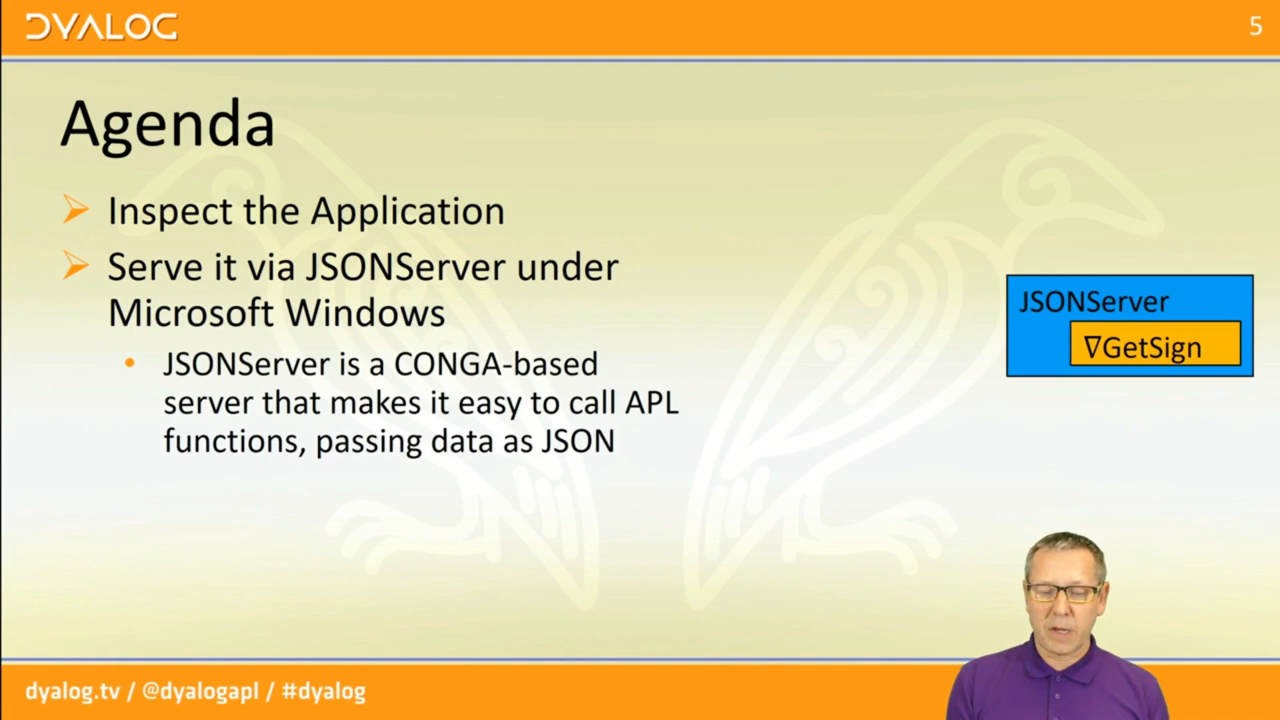 DYALOG
5
Agenda
Inspect the Application
Serve it via JSONServer under
Microsoft Windows
JSONServer is a CONGA-based
server that makes it easy to call APL
functions, passing data as JSON
JSONServer
∇GetSign
dyalog.tv / @dyalogapl / #dyalog